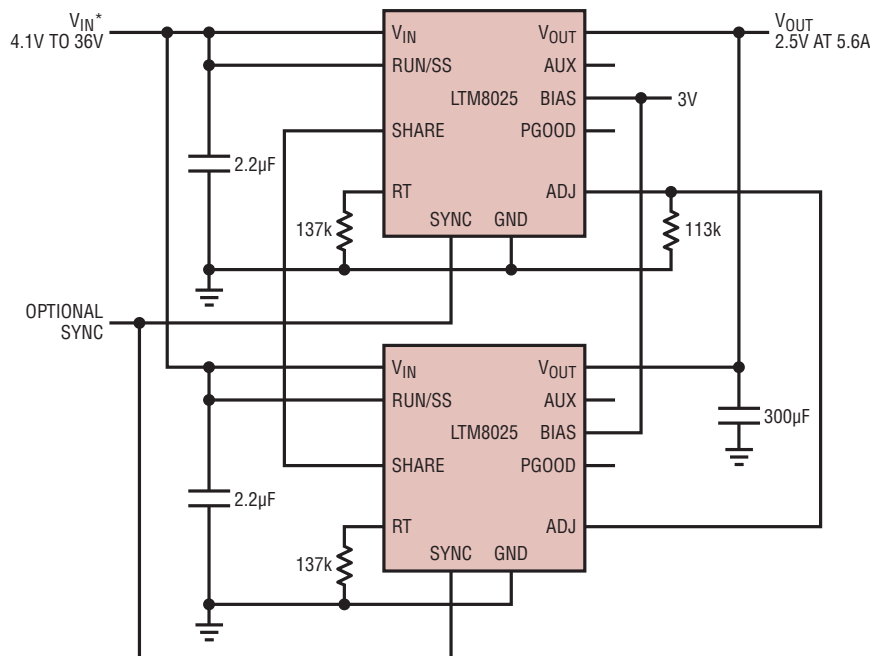 VIN*
4.1V TO 36V
VIN
VOUT
VOUT
2.5V AT 5.6A
RUN/SS
AUX
LTM8025
BIAS
3V
SHARE
PGOOD
2.2µF
RT
ADJ
137k
SYNC
GND
113k
OPTIONAL
SYNC
VIN
VOUT
RUN/SS
AUX
300µF
LTM8025
BIAS
SHARE
PGOOD
2.2µF
RT
ADJ
137k
SYNC
GND